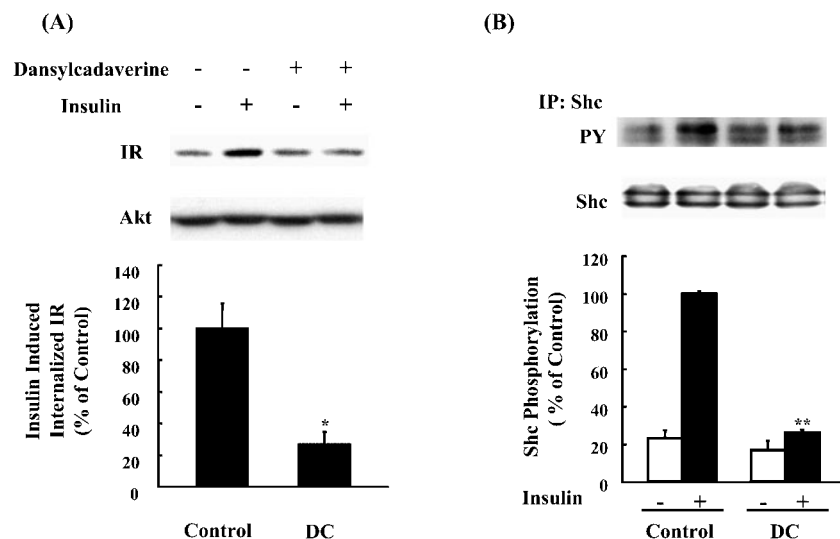 (A)
Dansylcadaverine - - + +
Insulin - + - +
IR
Akt
Insulin Induced
Internalized IR
(% of Control)
140
120
100
80
60
40
20
0
*
Control DC
(B)
IP: Shc
PY
Shc
Shc Phosphorylation
( % of Control)
120
100
80
60
40
20
0
**
Insulin - + - +
Control DC